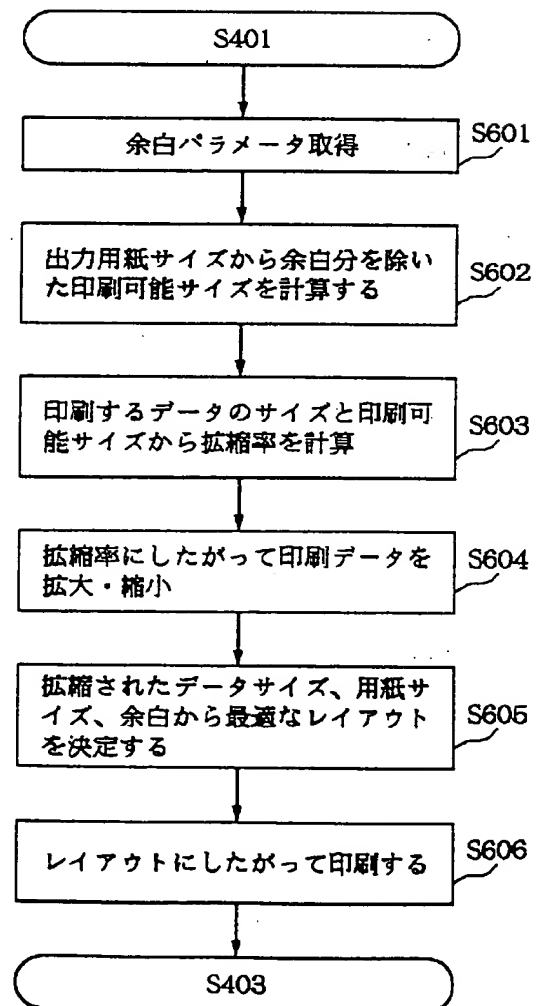 S401
余白パラメータ取得
S601
出力用紙サイズから余白分を除い
た印刷可能サイズを計算する
S602
印刷するデータのサイズと印刷可
能サイズから拡縮率を計算
S603
拡縮率にしたがって印刷データを
拡大・縮小
S604
拡縮されたデータサイズ、用紙サ
イズ、余白から最適なレイアウト
を決定する
S605
レイアウトにしたがって印刷する
S606
S403